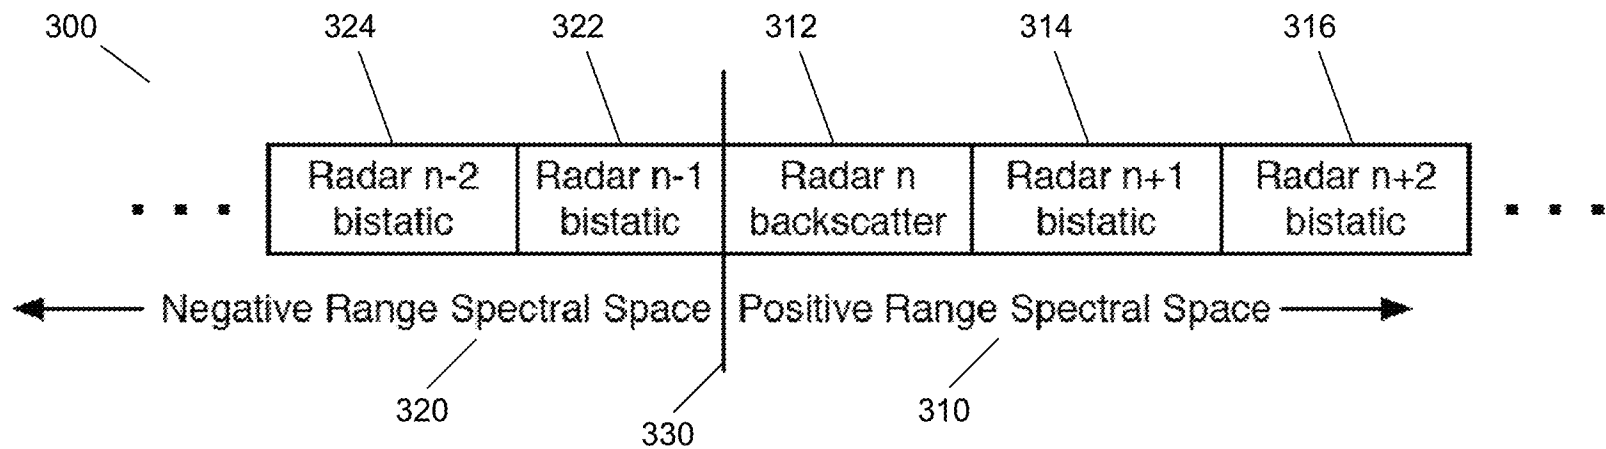 300 324 322 312 314 316
Radar n-2 bistatic
Radar n-1 bistatic
Radar n backscatter
Radar n+1 bistatic
Radar n+2 bistatic
. . . . . .
Negative Range Spectral Space
Positive Range Spectral Space
320 330 310